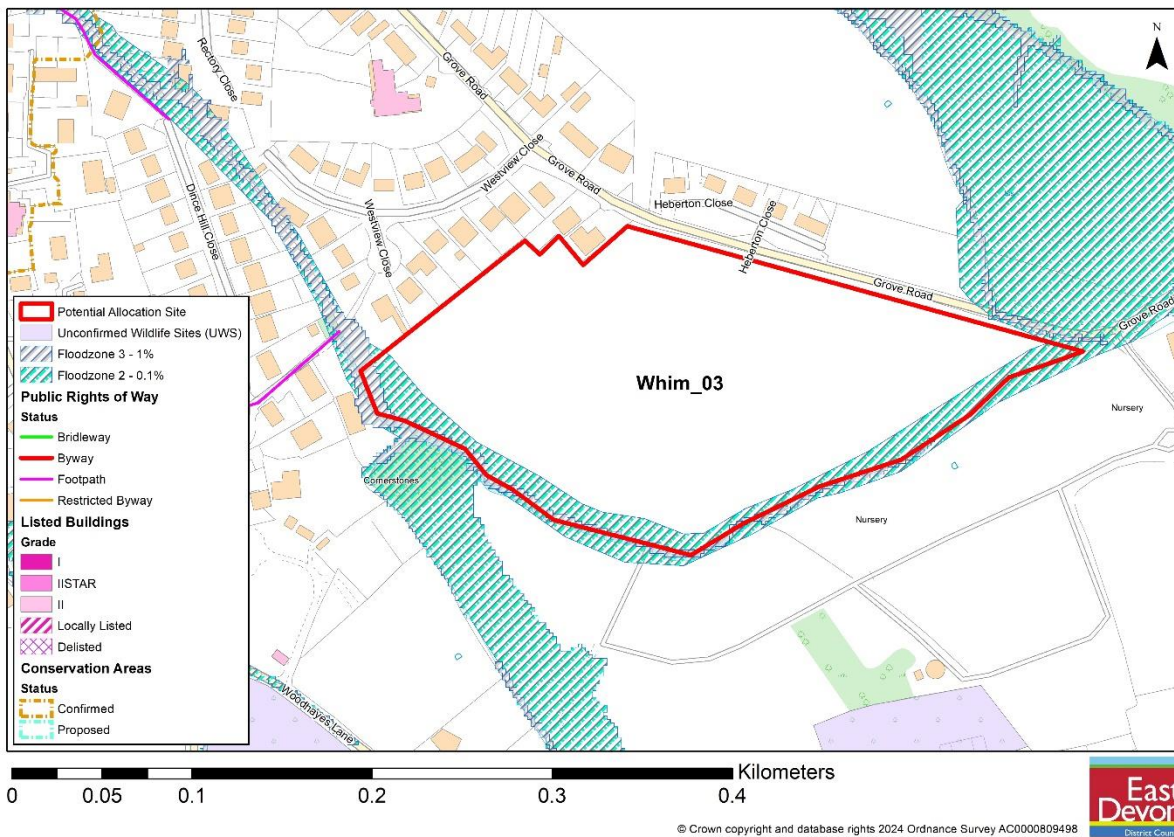 N
Rectory Close
Grove Road
Westview Close
Grove Road
Heberton Close
Dince Hill Close
Westview Close
Heberton Close
Grove Road
Grove Road
Whim_03
Nursery
Nursery
Cornerstones
Woodhayes Lane
Potential Allocation Site
Unconfirmed Wildlife Sites (UWS)
Floodzone 3 - 1%
Floodzone 2 - 0.1%
Public Rights of Way
Status
Bridleway
Byway
Footpath
Restricted Byway
Listed Buildings
Grade
I
IISTAR
II
Locally Listed
Delisted
Conservation Areas
Status
Confirmed
Proposed
Kilometers
0 0.05 0.1 0.2 0.3 0.4
© Crown copyright and database rights 2024 Ordnance Survey AC0000809498
East
Devon
District Counc